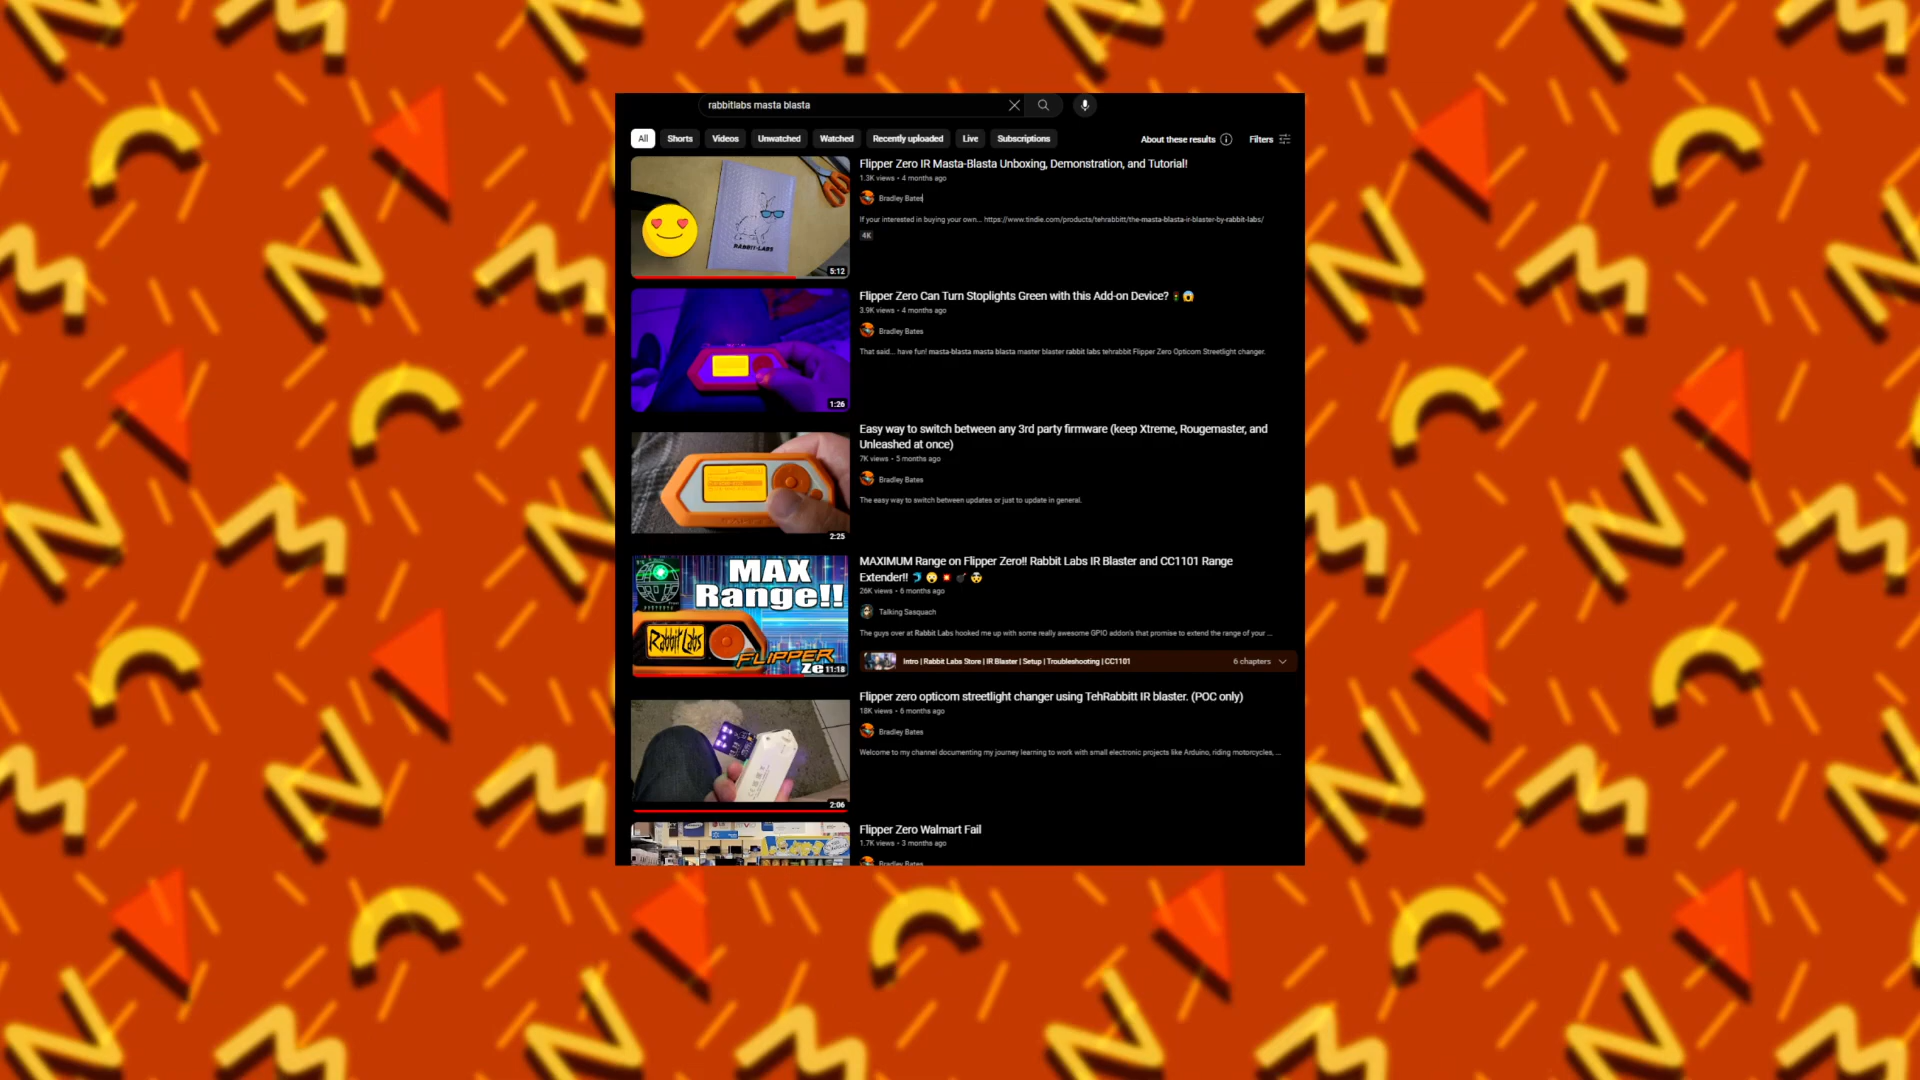 rabbitlabs masta blasta
All
Shorts
Videos
Unwatched
Watched
Recently uploaded
Live
Subscriptions
About these results
Filters
RABBIT-LABS
5:12
Flipper Zero IR Masta-Blasta Unboxing, Demonstration, and Tutorial!
1.3K views • 4 months ago
Bradley Bates
If your interested in buying your own... https://www.tindie.com/products/tehrabbitt/the-masta-blasta-ir-blaster-by-rabbit-labs/
4K
1:26
Flipper Zero Can Turn Stoplights Green with this Add-on Device? 🚦 😱
3.9K views • 4 months ago
Bradley Bates
That said... have fun! masta-blasta masta blasta master blaster rabbit labs tehrabbit Flipper Zero Opticom Streetlight changer.
2:25
Easy way to switch between any 3rd party firmware (keep Xtreme, Rougemaster, and
Unleashed at once)
7K views • 5 months ago
Bradley Bates
The easy way to switch between updates or just to update in general.
MAX
Range!!
Rabbit Labs
FLIPPER
Ze
11:18
MAXIMUM Range on Flipper Zero!! Rabbit Labs IR Blaster and CC1101 Range
Extender!!
26K views • 6 months ago
Talking Sasquach
The guys over at Rabbit Labs hooked me up with some really awesome GPIO addon's that promise to extend the range of your ...
Intro | Rabbit Labs Store | IR Blaster | Setup | Troubleshooting | CC1101
6 chapters
2:06
Flipper zero opticom streetlight changer using TehRabbitt IR blaster. (POC only)
18K views • 6 months ago
Bradley Bates
Welcome to my channel documenting my journey learning to work with small electronic projects like Arduino, riding motorcycles, ...
Flipper Zero Walmart Fail
1.7K views • 3 months ago
Bradley Bates